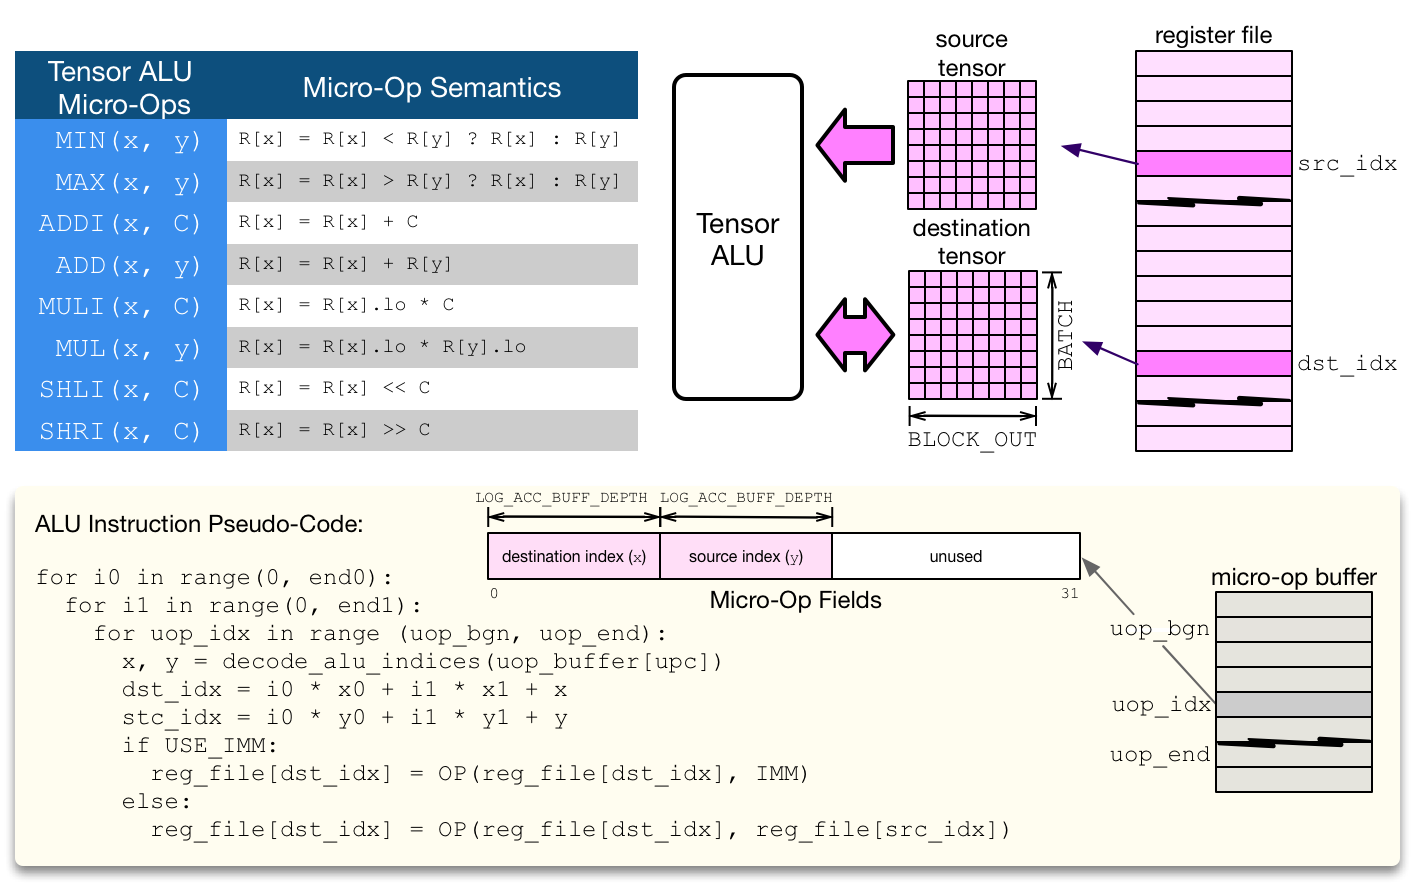 Tensor ALU
Micro-Ops
Micro-Op Semantics
MIN(x, y)
R[x] = R[x] < R[y] ? R[x] : R[y]
MAX(x, y)
R[x] = R[x] > R[y] ? R[x] : R[y]
ADDI(x, C)
R[x] = R[x] + C
ADD(x, y)
R[x] = R[x] + R[y]
MULI(x, C)
R[x] = R[x].lo * C
MUL(x, y)
R[x] = R[x].lo * R[y].lo
SHLI(x, C)
R[x] = R[x] << C
SHRI(x, C)
R[x] = R[x] >> C
Tensor
ALU
source
tensor
destination
tensor
BATCH
BLOCK_OUT
register file
src_idx
dst_idx
ALU Instruction Pseudo-Code:
for i0 in range(0, end0):
for i1 in range(0, end1):
for uop_idx in range (uop_bgn, uop_end):
x, y = decode_alu_indices(uop_buffer[upc])
dst_idx = i0 * x0 + i1 * x1 + x
stc_idx = i0 * y0 + i1 * y1 + y
if USE_IMM:
reg_file[dst_idx] = OP(reg_file[dst_idx], IMM)
else:
reg_file[dst_idx] = OP(reg_file[dst_idx], reg_file[src_idx])
LOG_ACC_BUFF_DEPTH LOG_ACC_BUFF_DEPTH
destination index (x) source index (y) unused
0 31
Micro-Op Fields
micro-op buffer
uop_bgn
uop_idx
uop_end